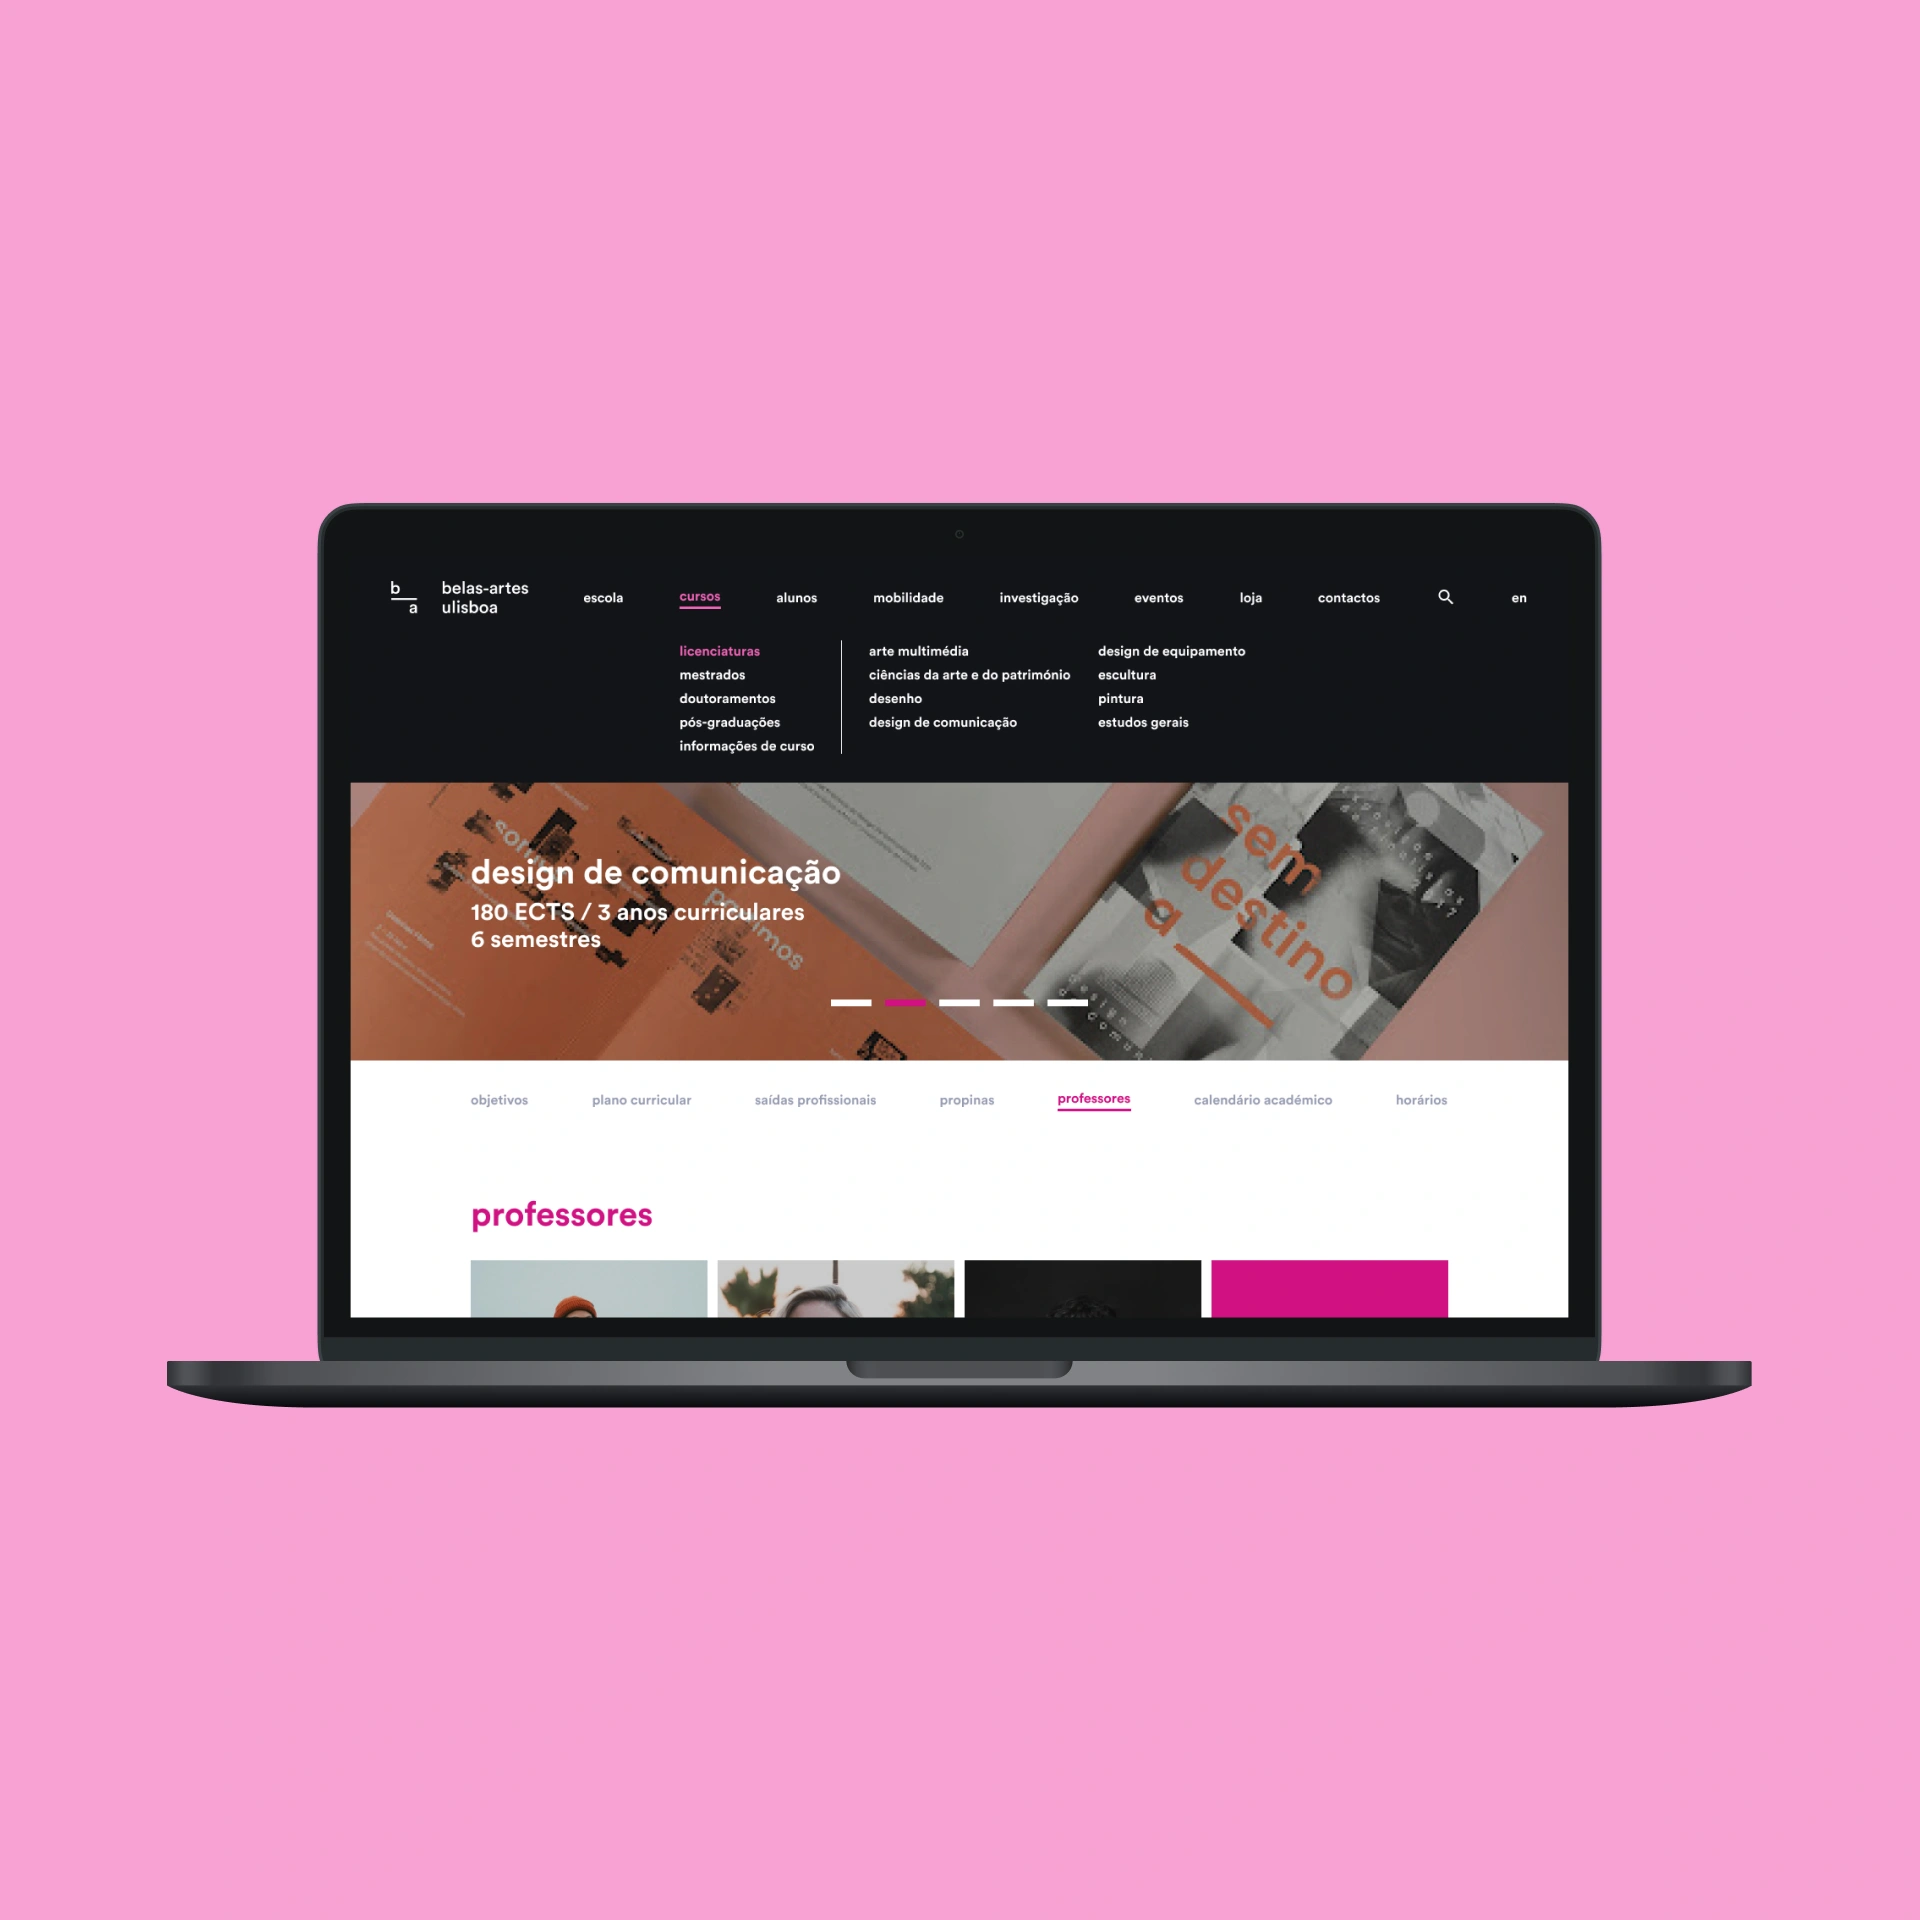 b
a
belas-artes
ulisboa
escola
cursos
alunos
mobilidade
investigação
eventos
loja
contactos
en
licenciaturas
mestrados
doutoramentos
pós-graduações
informações de curso
arte multimédia
ciências da arte e do património
desenho
design de comunicação
design de equipamento
escultura
pintura
estudos gerais
design de comunicação
180 ECTS / 3 anos curriculares
6 semestres
sem
destino
a
objetivos
plano curricular
saídas profissionais
propinas
professores
calendário académico
horários
professores